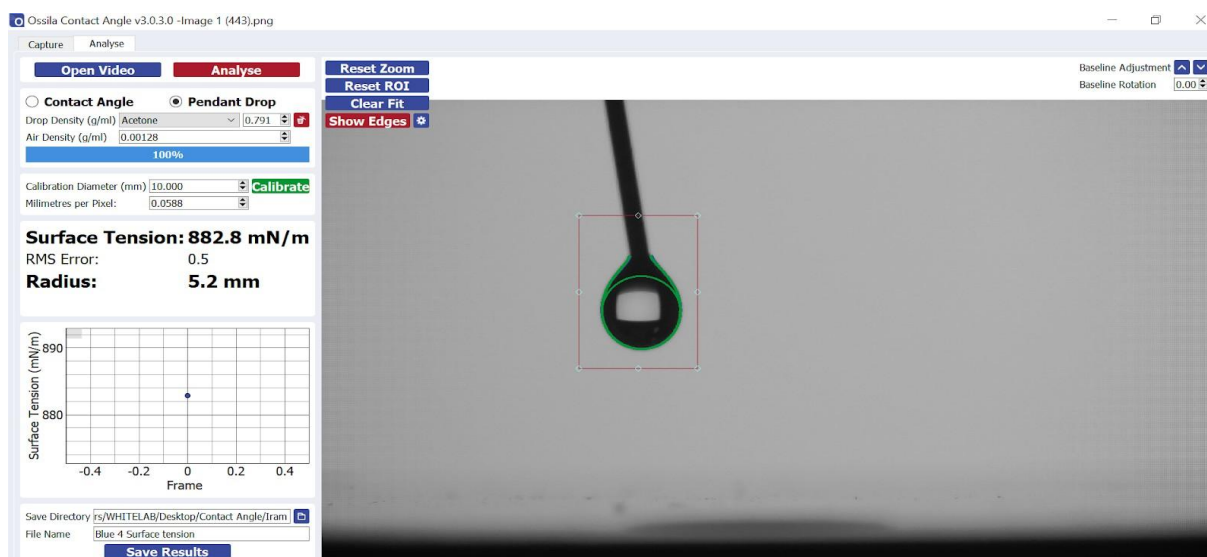 Ossila Contact Angle v3.0.3.0 -Image 1 (443).png
Capture Analyse
Open Video Analyse
Contact Angle Pendant Drop
Drop Density (g/ml) Acetone 0.791
Air Density (g/ml) 0.00128
100%
Calibration Diameter (mm) 10.000 Calibrate
Milimetres per Pixel: 0.0588
Surface Tension: 882.8 mN/m
RMS Error: 0.5
Radius: 5.2 mm
Surface Tension (mN/m)
890
880
-0.4 -0.2 0 0.2 0.4
Frame
Save Directory rs/WHITELAB/Desktop/Contact Angle/Iram
File Name Blue 4 Surface tension
Save Results
Reset Zoom
Reset ROI
Clear Fit
Show Edges
Baseline Adjustment
Baseline Rotation 0.00